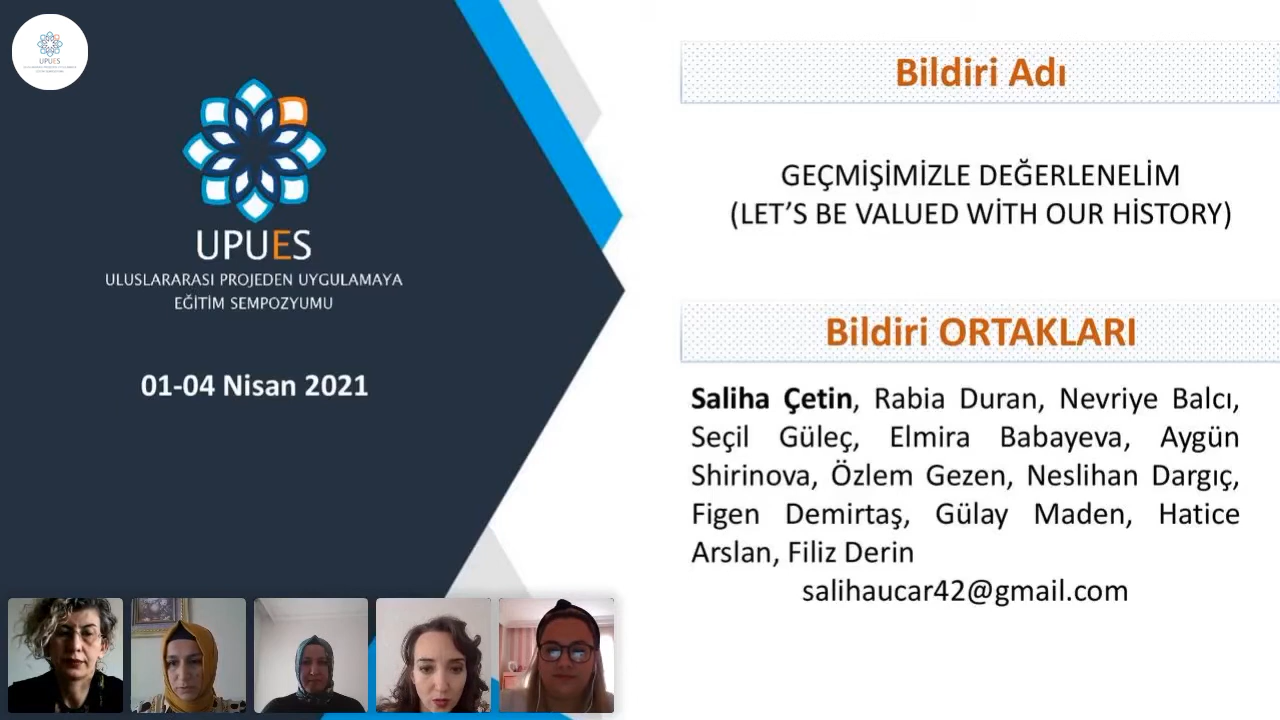 UPUES
UPUES
ULUSLARARASI PROJEDEN UYGULAMAYA
EĞİTİM SEMPOZYUMU
01-04 Nisan 2021
Bildiri Adı
GEÇMİŞİMİZLE DEĞERLENELİM
(LET’S BE VALUED WİTH OUR HİSTORY)
Bildiri ORTAKLARI
Saliha Çetin, Rabia Duran, Nevriye Balcı,
Seçil Güleç, Elmira Babayeva, Aygün
Shirinova, Özlem Gezen, Neslihan Dargıç,
Figen Demirtaş, Gülay Maden, Hatice
Arslan, Filiz Derin
salihaucar42@gmail.com